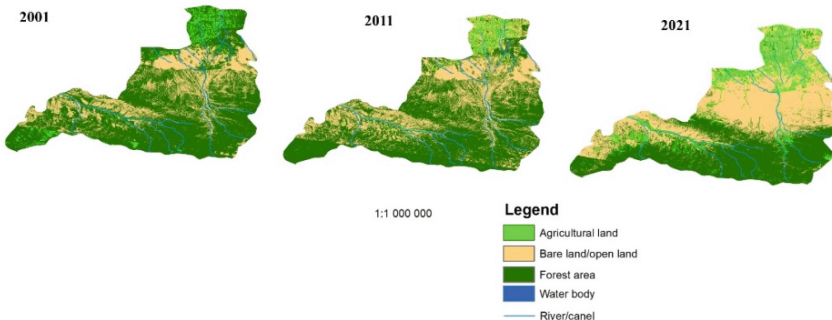 2001
2011
2021
1:1 000 000
Legend
Agricultural land
Bare land/open land
Forest area
Water body
River/canel